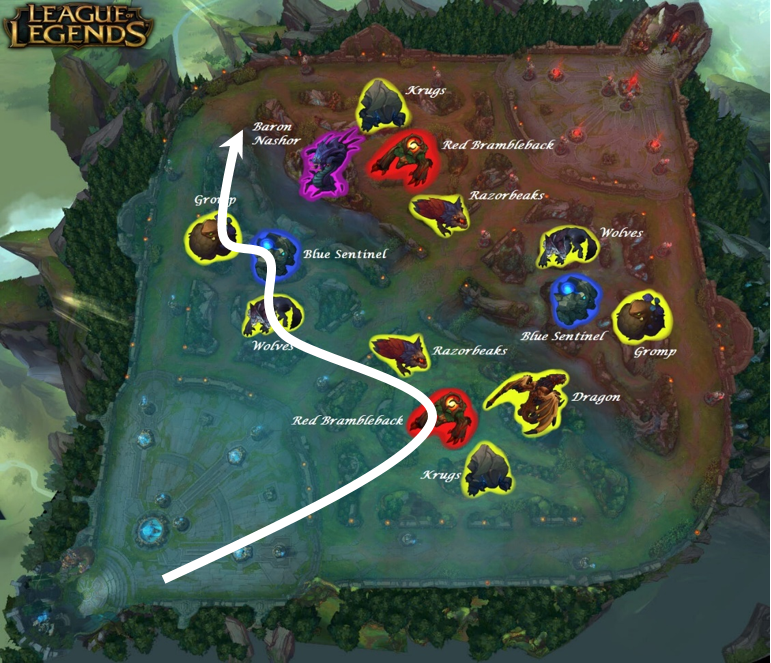 LEAGUE OF
LEGENDS
Krugs
Baron
Nashor
Red Brambleback
Razorbeaks
Gromp
Wolves
Blue Sentinel
Blue Sentinel
Wolves
Razorbeaks
Gromp
Dragon
Red Brambleback
Krugs